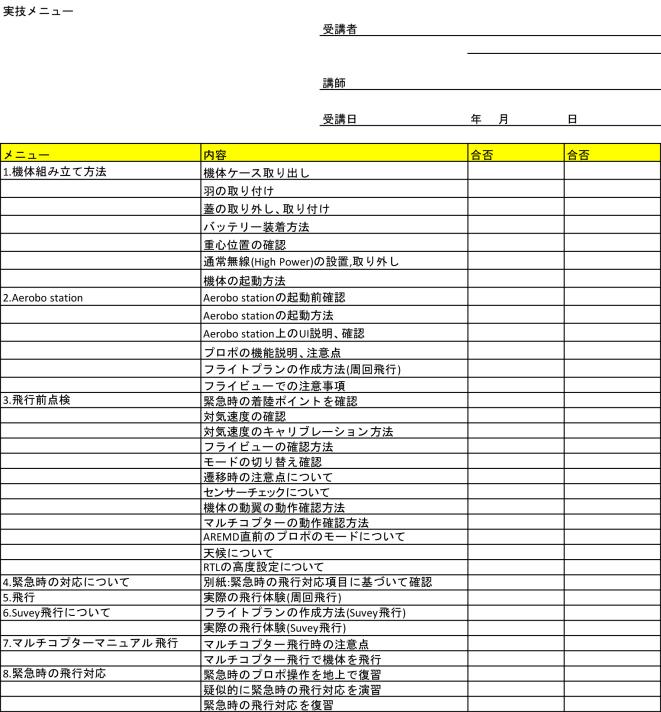 実技メニュー
受講者
講師
受講日 年 月 日
メニュー 内容 合否 合否
1.機体組み立て方法 機体ケース取り出し
羽の取り付け
蓋の取り外し、取り付け
バッテリー装着方法
重心位置の確認
通常無線(High Power)の設置,取り外し
機体の起動方法
2.Aerobo station Aerobo stationの起動前確認
Aerobo stationの起動方法
Aerobo station上のUI説明、確認
プロポの機能説明、注意点
フライトプランの作成方法(周回飛行)
フライビューでの注意事項
3.飛行前点検 緊急時の着陸ポイントを確認
対気速度の確認
対気速度のキャリブレーション方法
フライビューの確認方法
モードの切り替え確認
遷移時の注意点について
センサーチェックについて
機体の動翼の動作確認方法
マルチコプターの動作確認方法
AREMD直前のプロポのモードについて
天候について
RTLの高度設定について
4.緊急時の対応について 別紙:緊急時の飛行対応項目に基づいて確認
5.飛行 実際の飛行体験(周回飛行)
6.Suvey飛行について フライトプランの作成方法(Suvey飛行)
実際の飛行体験(Suvey飛行)
7.マルチコプターマニュアル飛行 マルチコプター飛行時の注意点
マルチコプター飛行で機体を飛行
8.緊急時の飛行対応 緊急時のプロポ操作を地上で復習
疑似的に緊急時の飛行対応を演習
緊急時の飛行対応を復習